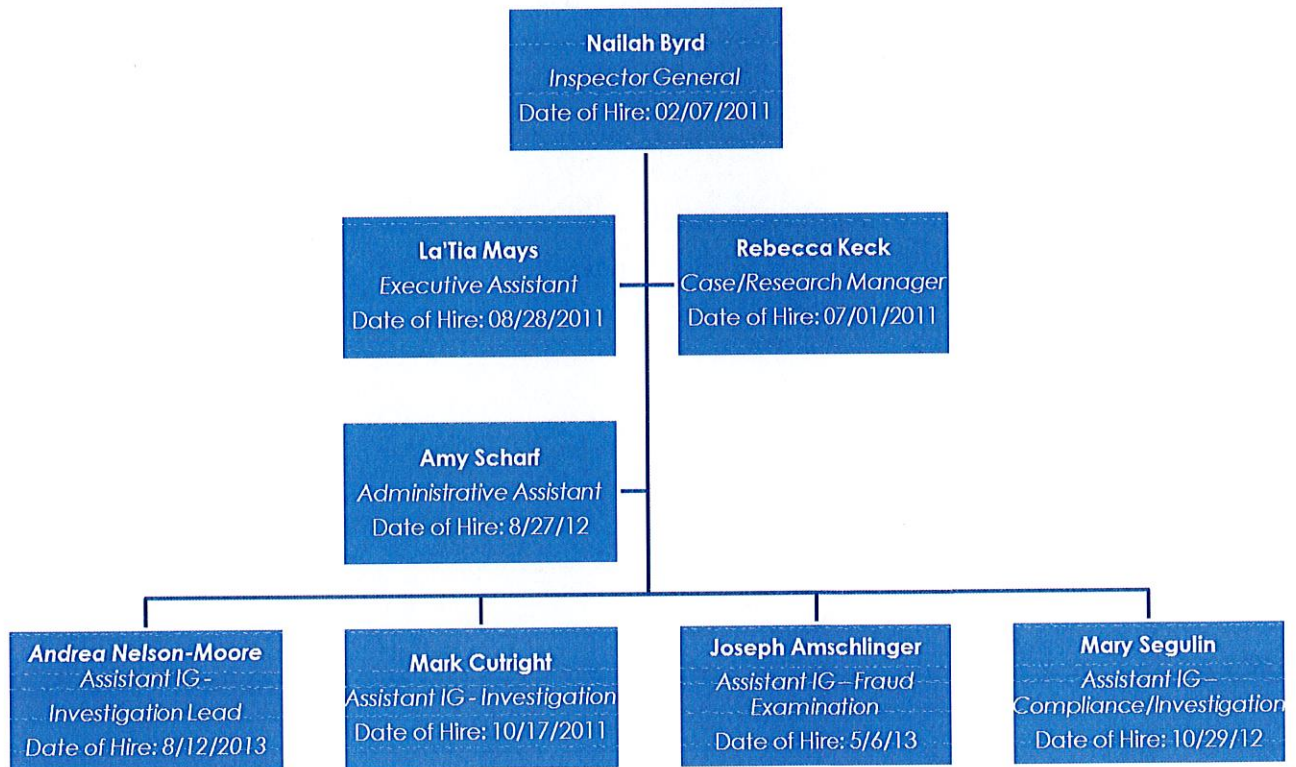 Nailah Byrd
Inspector General
Date of Hire: 02/07/2011
La'Tia Mays
Executive Assistant
Date of Hire: 08/28/2011
Rebecca Keck
Case/Research Manager
Date of Hire: 07/01/2011
Amy Scharf
Administrative Assistant
Date of Hire: 8/27/12
Andrea Nelson-Moore
Assistant IG -
Investigation Lead
Date of Hire: 8/12/2013
Mark Cutright
Assistant IG - Investigation
Date of Hire: 10/17/2011
Joseph Amschlinger
Assistant IG – Fraud
Examination
Date of Hire: 5/6/13
Mary Segulin
Assistant IG –
Compliance/Investigation
Date of Hire: 10/29/12